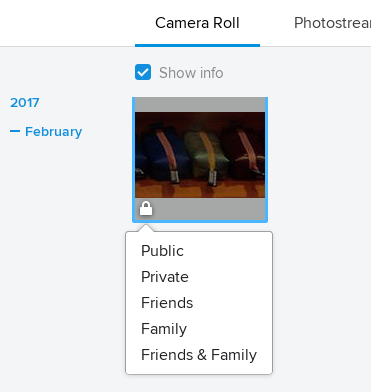 Camera Roll
Photostrea
Show info
2017
February
Public
Private
Friends
Family
Friends & Family